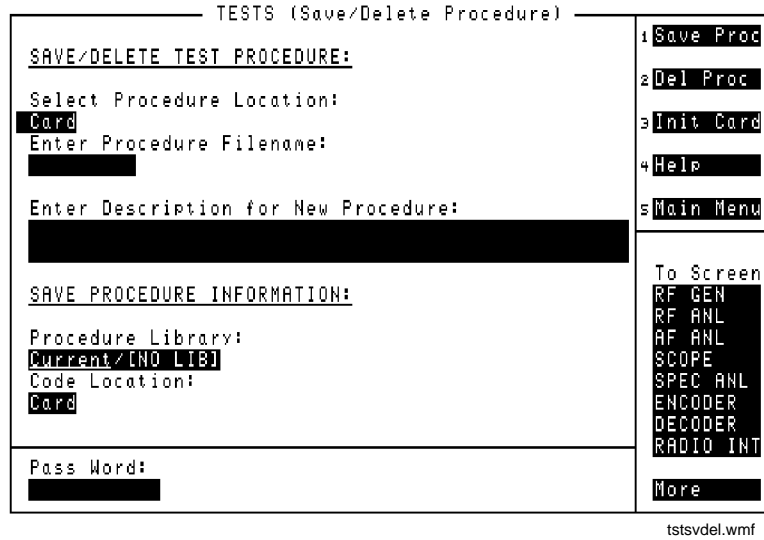 TESTS (Save/Delete Procedure)
SAVE/DELETE TEST PROCEDURE:
Select Procedure Location:
Card
Enter Procedure Filename:
Enter Description for New Procedure:
SAVE PROCEDURE INFORMATION:
Procedure Library:
Current/[NO LIB]
Code Location:
Card
Pass Word:
1 Save Proc
2 Del Proc
3 Init Card
4 Help
5 Main Menu
To Screen
RF GEN
RF ANL
AF ANL
SCOPE
SPEC ANL
ENCODER
DECODER
RADIO INT
More
tstsvdel.wmf